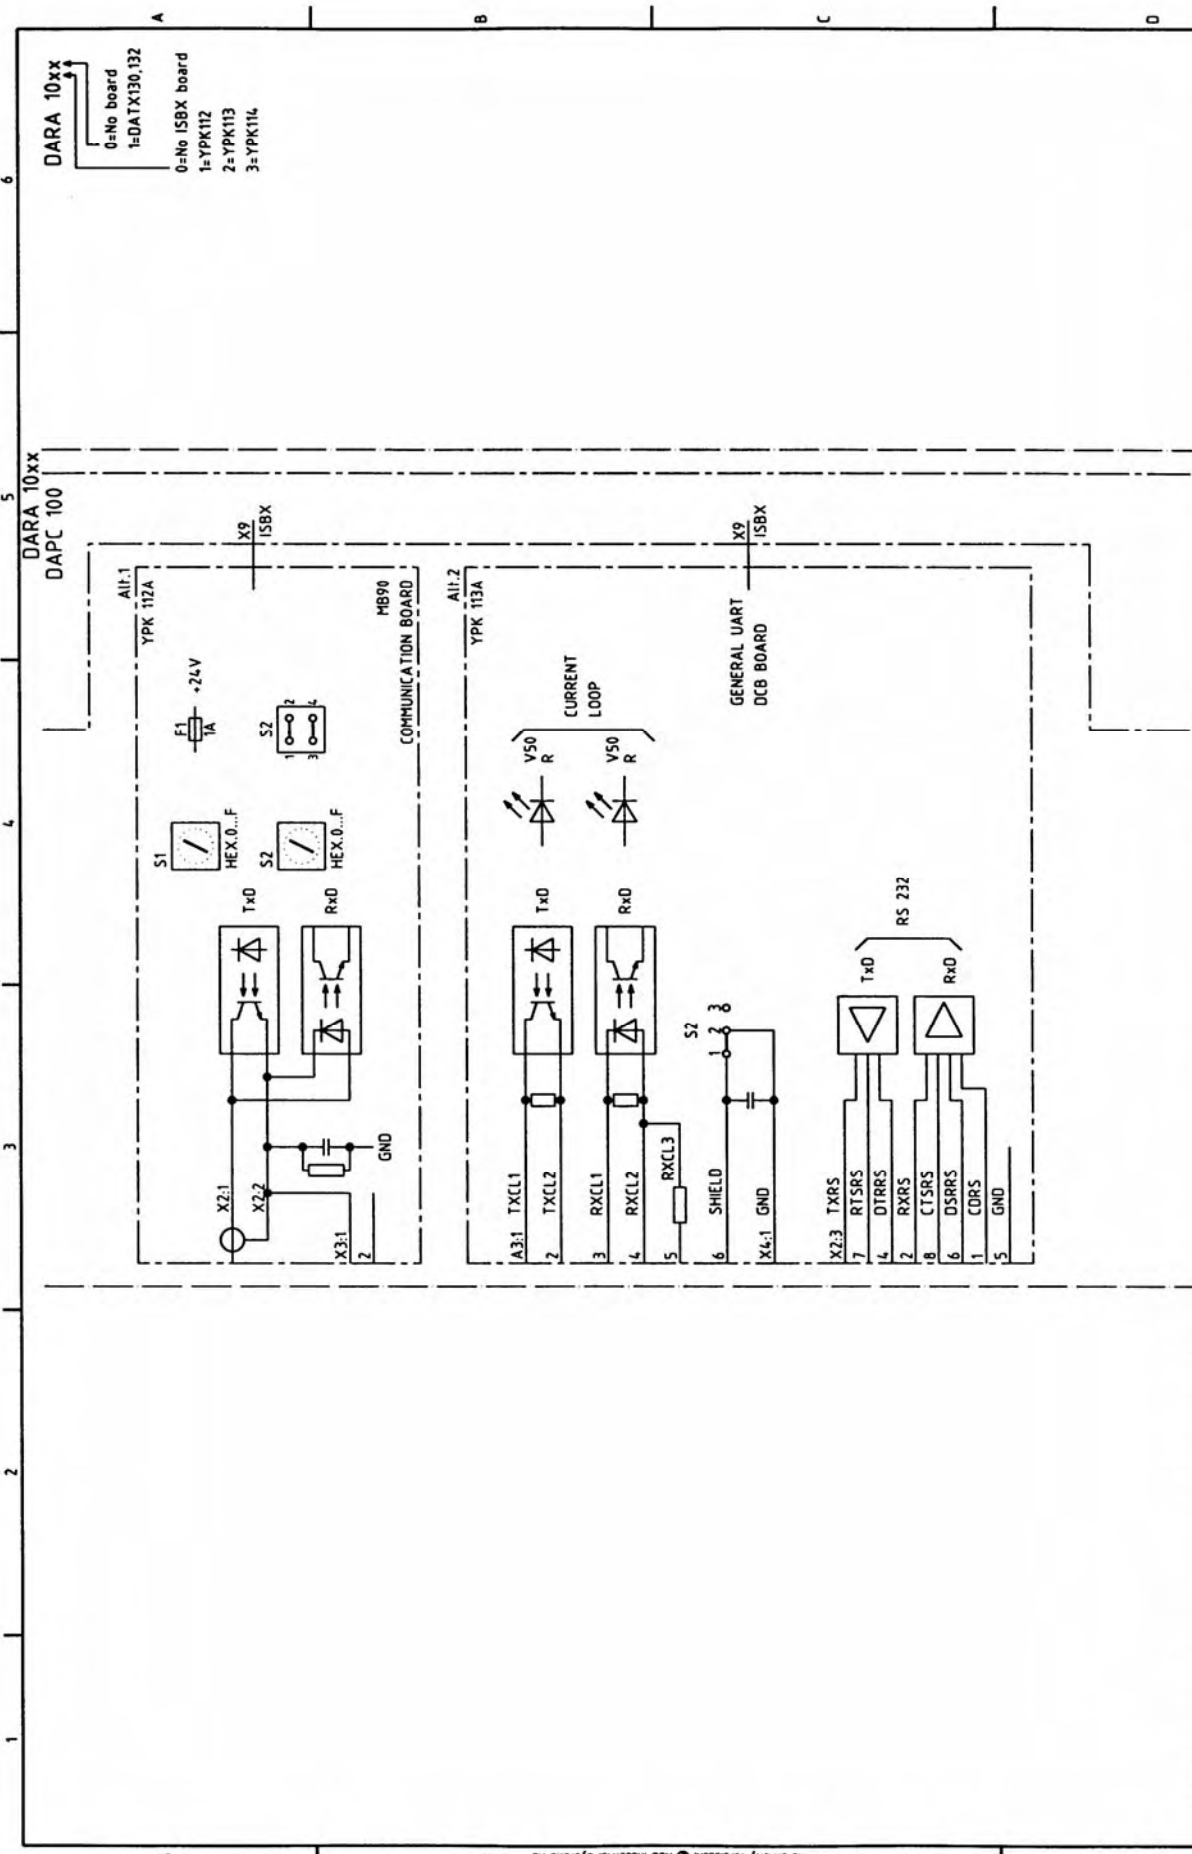 A
B
C
D
6
5
4
3
2
1
DARA 10xx
0=No board
1=DATX130,132
0=No ISBX board
1=YPK112
2=YPK113
3=YPK114
DARA 10xx
DAPC 100
Alt.1
YPK 112A
X9
ISBX
MB90
COMMUNICATION BOARD
F1
1A
+24V
S2
1
2
3
4
S1
HEX.0...F
S2
HEX.0...F
TxD
RxD
X2:1
X2:2
GND
X3:1
2
Alt.2
YPK 113A
X9
ISBX
GENERAL UART
DCB BOARD
CURRENT
LOOP
V50
R
V50
R
TxD
RxD
S2
1 2 3
A3:1 TXCL1
2 TXCL2
3 RXCL1
4 RXCL2
5 RXCL3
6 SHIELD
X4:1 GND
RS 232
TxD
RxD
X2:3 TXRS
7 RTSRS
4 DTRRS
2 RXRS
8 CTSRS
6 DSRRS
1 CDRS
5 GND